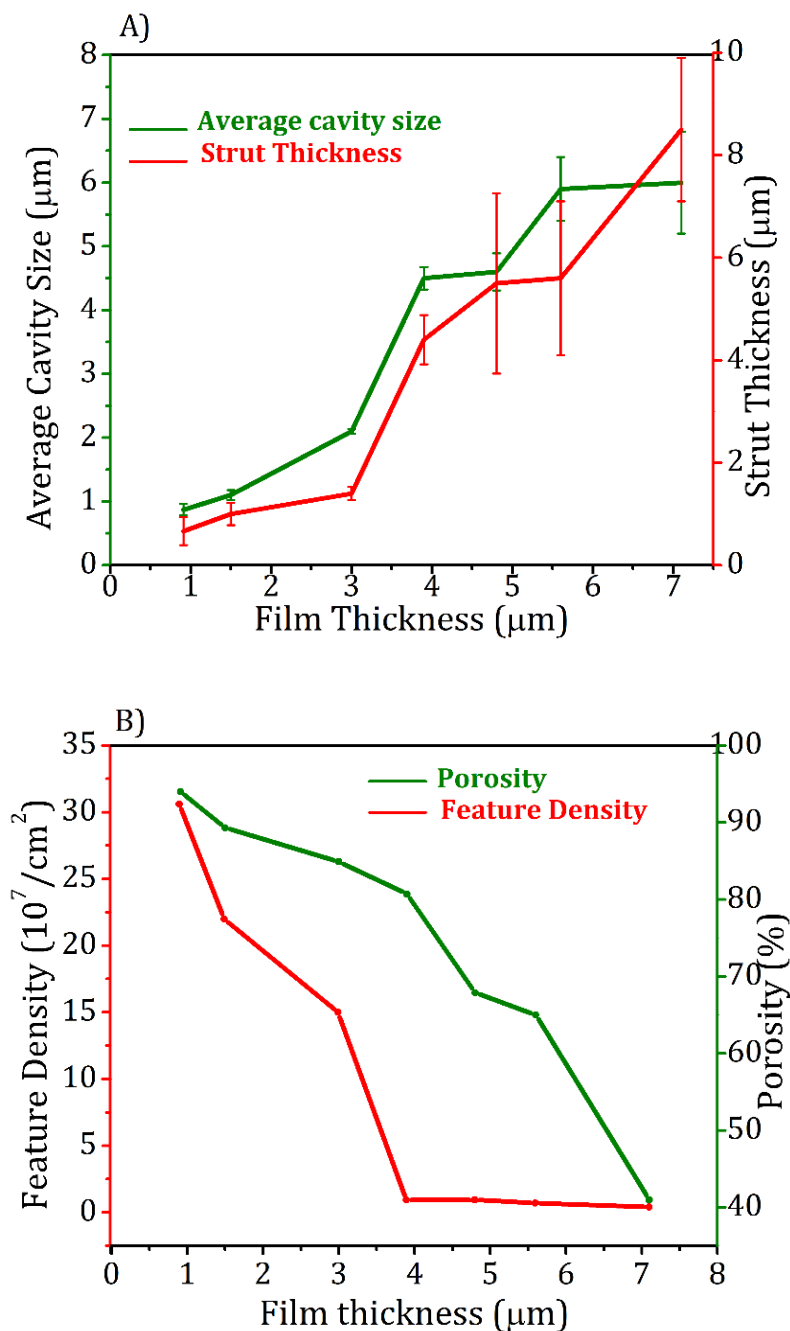 A)
Average Cavity Size (μm)
8
7
6
5
4
3
2
1
0
Average cavity size
Strut Thickness
10
8
6
4
2
0
Strut Thickness (μm)
0 1 2 3 4 5 6 7
Film Thickness (μm)
B)
Feature Density (10⁷/cm²)
35
30
25
20
15
10
5
0
Porosity
Feature Density
100
90
80
70
60
50
40
Porosity (%)
0 1 2 3 4 5 6 7 8
Film thickness (μm)